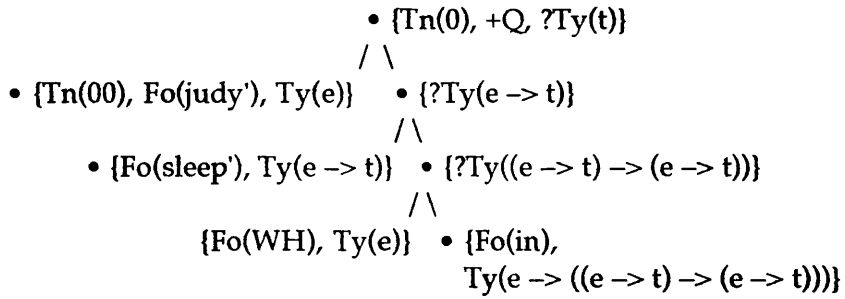 • {Tn(0), +Q, ?Ty(t)}
/ \
• {Tn(00), Fo(judy'), Ty(e)} • {?Ty(e –> t)}
/ \
• {Fo(sleep'), Ty(e –> t)} • {?Ty((e –> t) –> (e –> t))}
/ \
{Fo(WH), Ty(e)} • {Fo(in),
Ty(e –> ((e –> t) –> (e –> t)))}